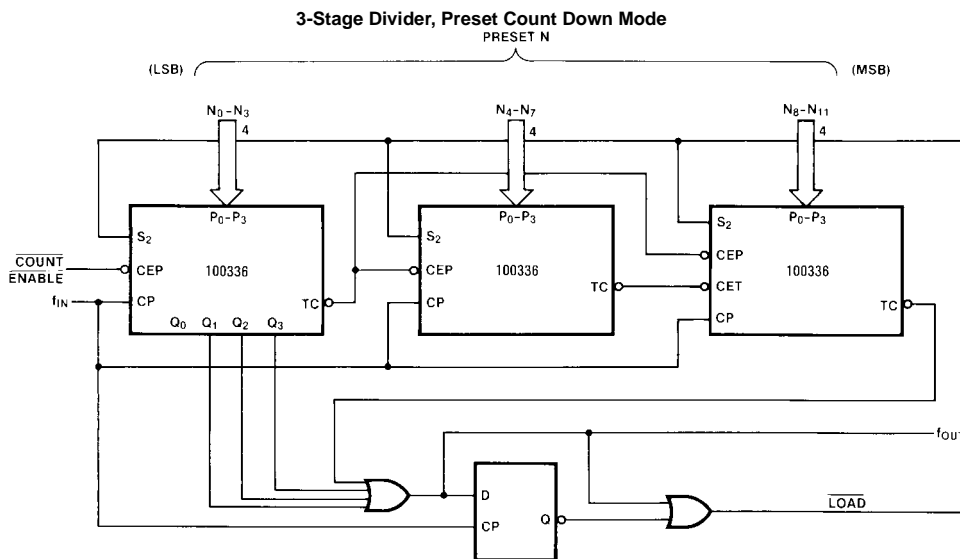 3-Stage Divider, Preset Count Down Mode
PRESET N
(LSB) (MSB)
N0–N3 N4–N7 N8–N11
4 4 4
P0–P3 P0–P3 P0–P3
S2 S2 S2
COUNT
ENABLE
CEP 100336 CEP 100336 CEP 100336
fIN CP TC CP TC CET
CP TC
Q0 Q1 Q2 Q3
fOUT
D
Q
CP
LOAD